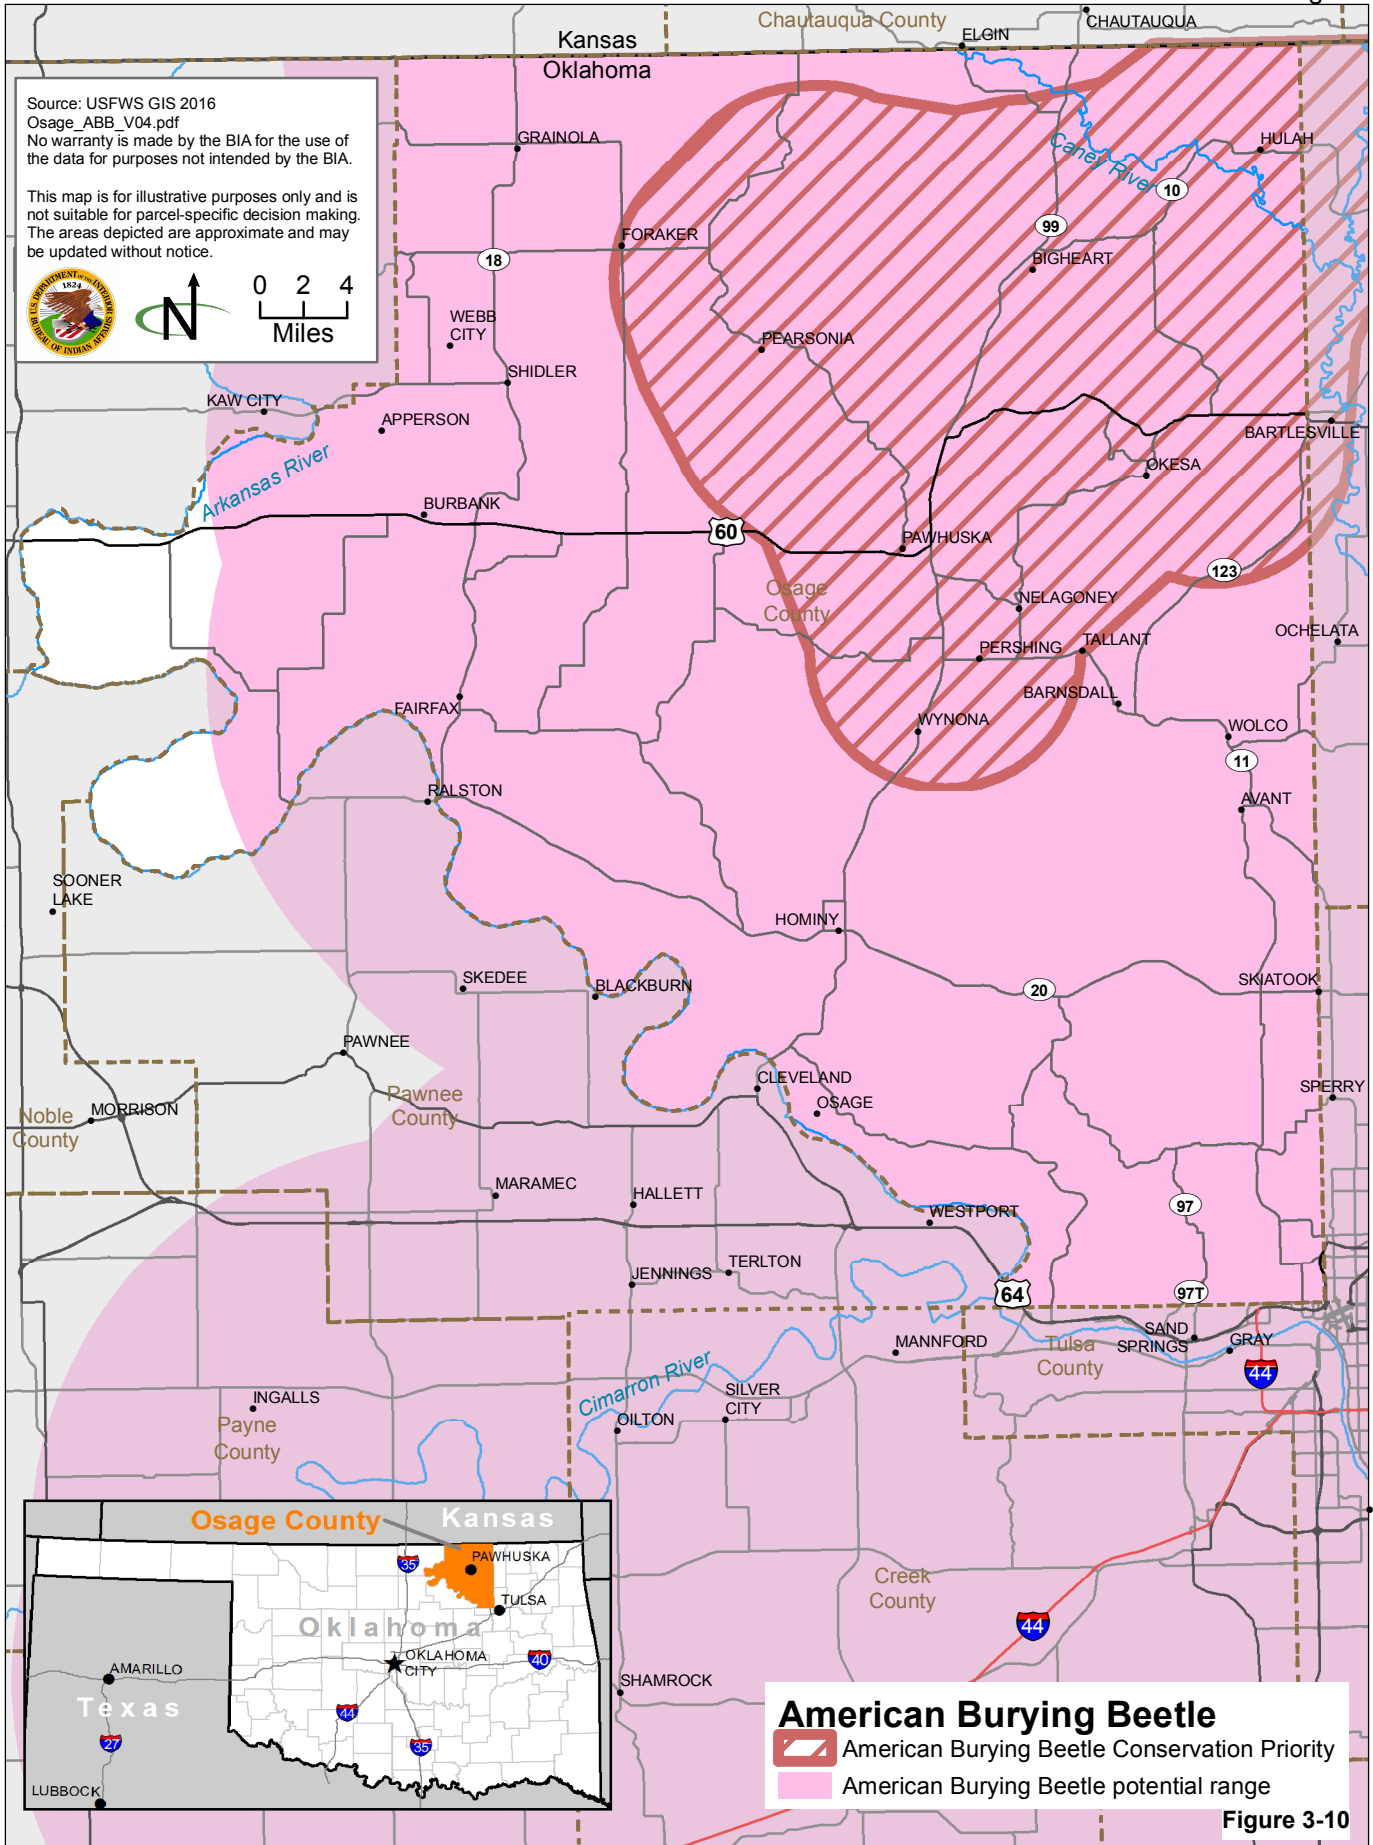 Chautauqua County
CHAUTAUQUA
ELGIN
Kansas
Oklahoma
Source: USFWS GIS 2016
Osage_ABB_V04.pdf
No warranty is made by the BIA for the use of
the data for purposes not intended by the BIA.
This map is for illustrative purposes only and is
not suitable for parcel-specific decision making.
The areas depicted are approximate and may
be updated without notice.
U.S. DEPARTMENT OF THE INTERIOR
1824
BUREAU OF INDIAN AFFAIRS
N
0 2 4
Miles
GRAINOLA
HULAH
Caney River
10
99
FORAKER
18
BIGHEART
WEBB
CITY
PEARSONIA
SHIDLER
KAW CITY
APPERSON
BARTLESVILLE
Arkansas River
OKESA
BURBANK
60
PAWHUSKA
123
Osage
County
NELAGONEY
OCHELATA
PERSHING
TALLANT
BARNSDALL
FAIRFAX
WYNONA
WOLCO
11
RALSTON
AVANT
SOONER
LAKE
HOMINY
SKEDEE
BLACKBURN
20
SKIATOOK
PAWNEE
CLEVELAND
Pawnee
County
OSAGE
SPERRY
Noble
County
MORRISON
MARAMEC
HALLETT
97
WESTPORT
JENNINGS
TERLTON
64
97T
MANNFORD
Tulsa
County
SAND
SPRINGS
GRAY
44
Cimarron River
INGALLS
SILVER
CITY
Payne
County
OILTON
Osage County
Kansas
35
PAWHUSKA
TULSA
Oklahoma
OKLAHOMA
CITY
40
AMARILLO
Texas
44
35
27
LUBBOCK
Creek
County
44
SHAMROCK
American Burying Beetle
American Burying Beetle Conservation Priority
American Burying Beetle potential range
Figure 3-10